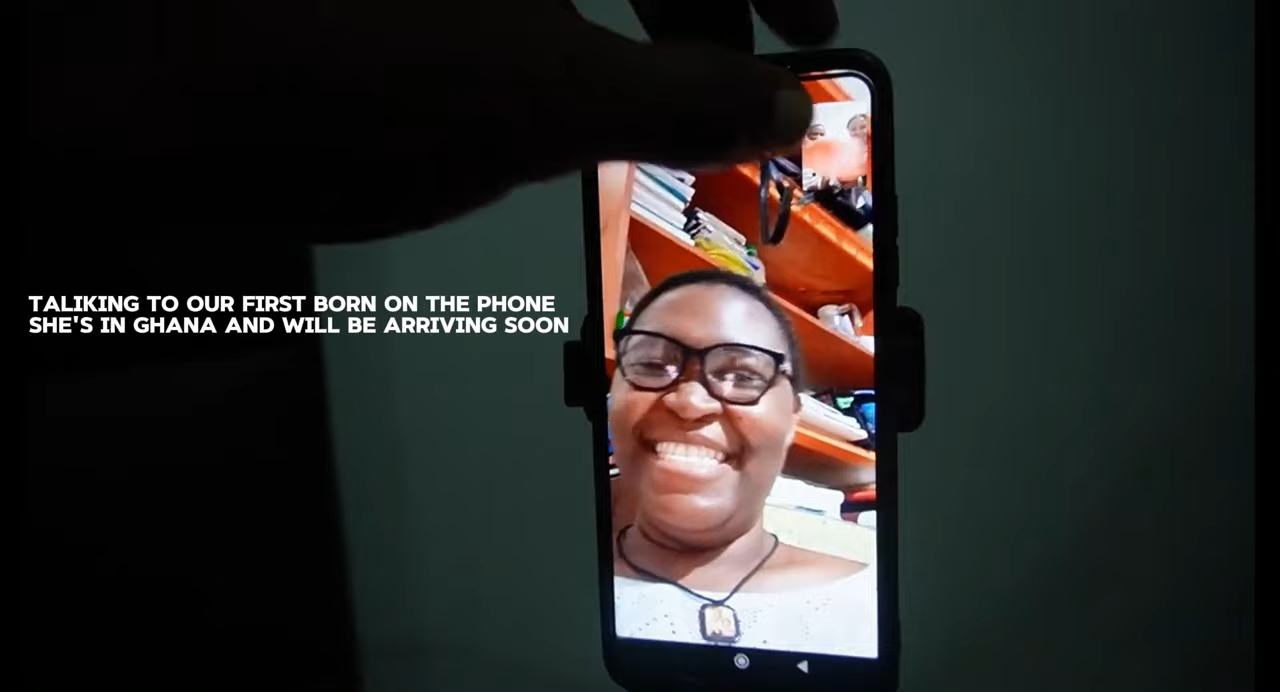 TALIKING TO OUR FIRST BORN ON THE PHONE
SHE'S IN GHANA AND WILL BE ARRIVING SOON